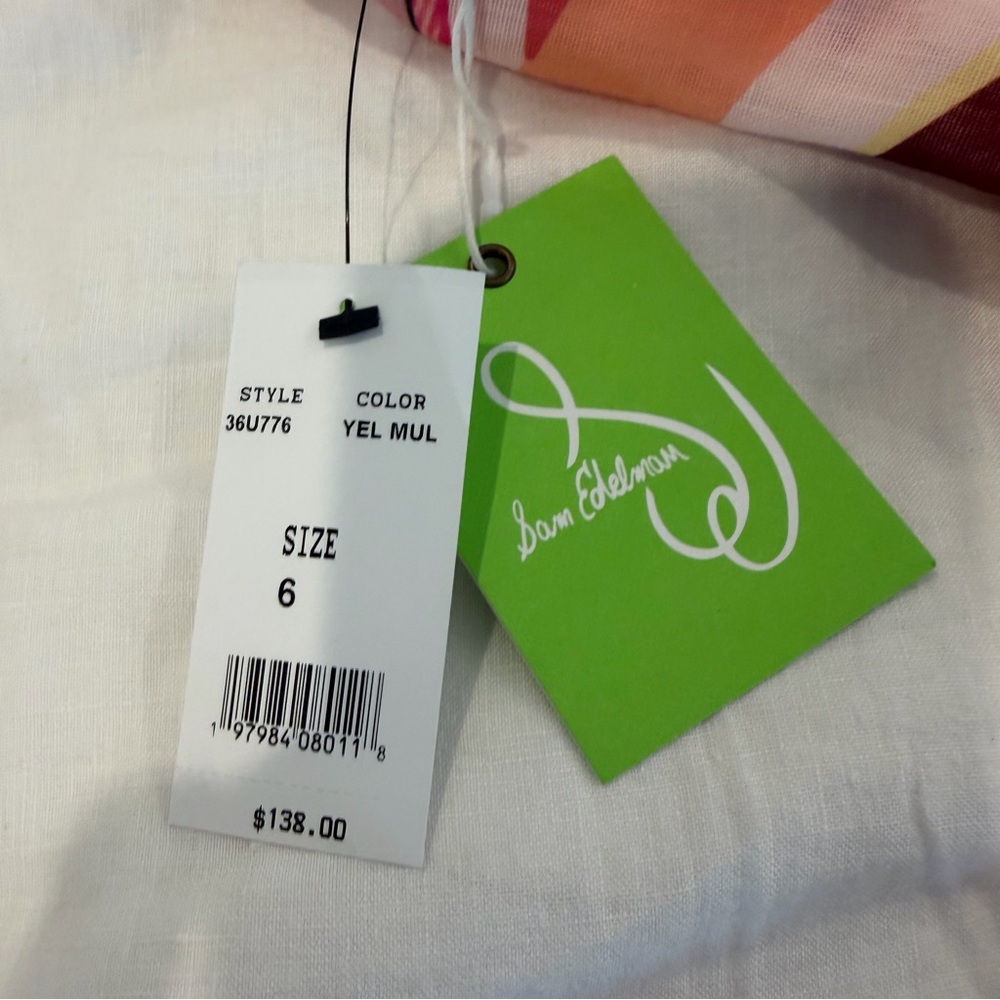 STYLE COLOR
36U776 YEL MUL
SIZE
6
1 97984 08011 8
$138.00
Sam Edelman